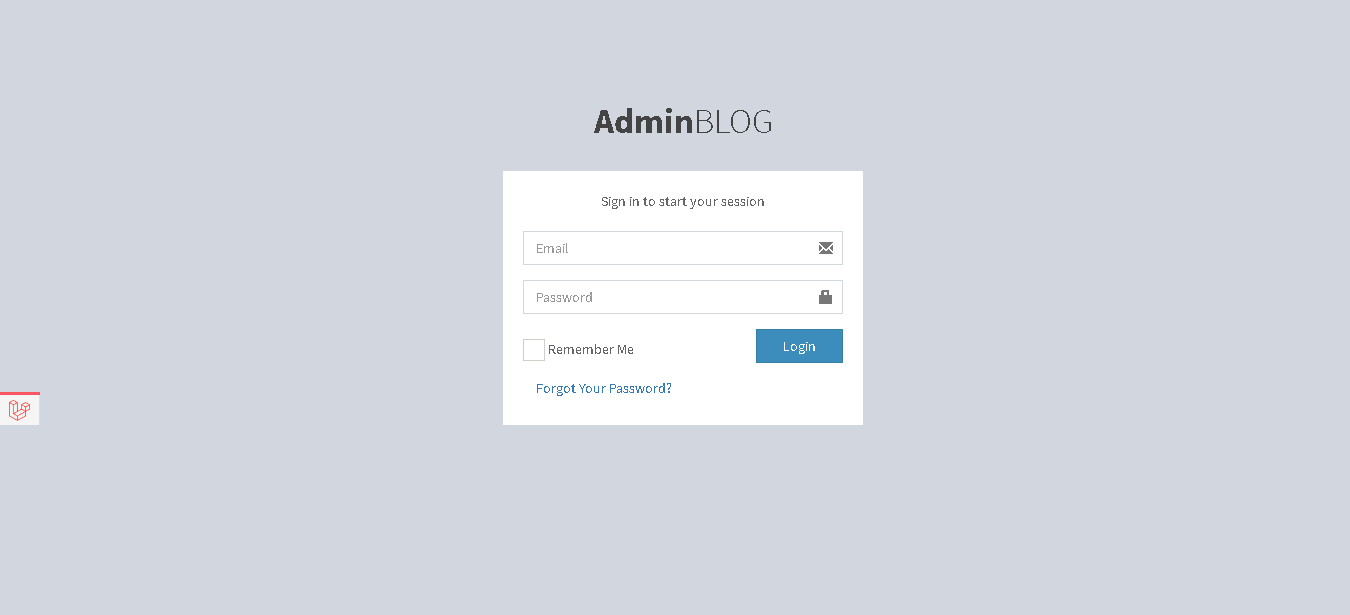 AdminBLOG
Sign in to start your session
Email
Password
Remember Me
Login
Forgot Your Password?